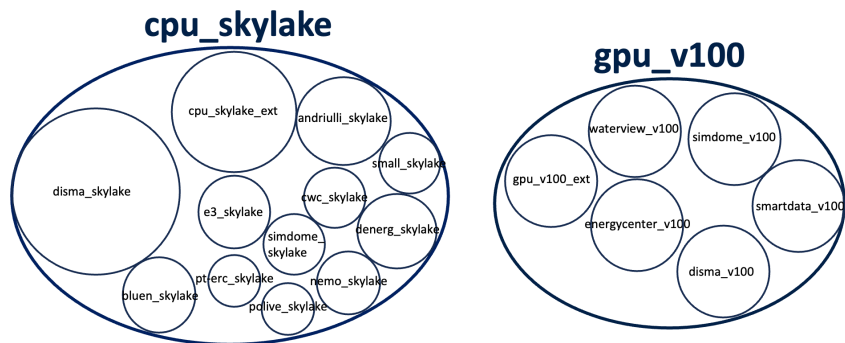 cpu_skylake
cpu_skylake_ext
andriulli_skylake
small_skylake
disma_skylake
cwc_skylake
e3_skylake
denerg_skylake
simdome_
skylake
pt-erc_skylake
nemo_skylake
bluen_skylake
polive_skylake
gpu_v100
waterview_v100
simdome_v100
gpu_v100_ext
smartdata_v100
energycenter_v100
disma_v100